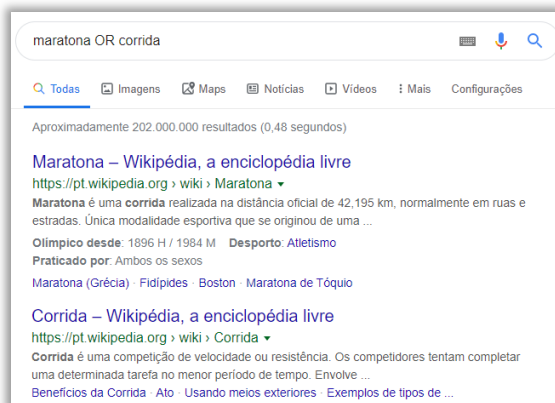 maratona OR corrida
Todas Imagens Maps Notícias Vídeos Mais Configurações
Aproximadamente 202.000.000 resultados (0,48 segundos)
Maratona – Wikipédia, a enciclopédia livre
https://pt.wikipedia.org › wiki › Maratona
Maratona é uma corrida realizada na distância oficial de 42,195 km, normalmente em ruas e
estradas. Única modalidade esportiva que se originou de uma ...
Olímpico desde: 1896 H / 1984 M Desporto: Atletismo
Praticado por: Ambos os sexos
Maratona (Grécia) · Fidípides · Boston · Maratona de Tóquio
Corrida – Wikipédia, a enciclopédia livre
https://pt.wikipedia.org › wiki › Corrida
Corrida é uma competição de velocidade ou resistência. Os competidores tentam completar
uma determinada tarefa no menor período de tempo. Envolve ...
Benefícios da Corrida · Ato · Usando meios exteriores · Exemplos de tipos de ...